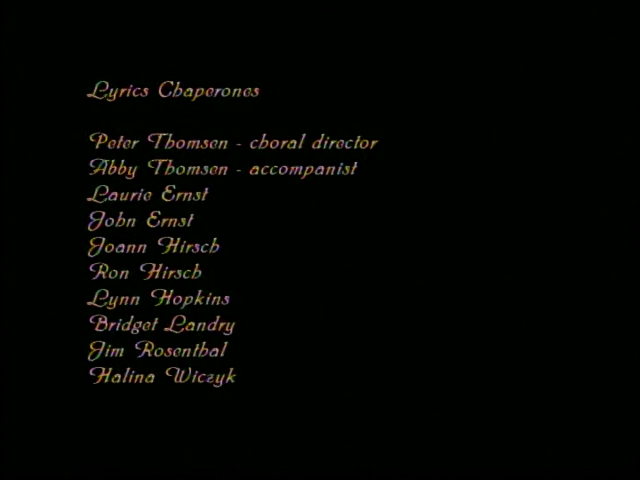 Lyrics Chaperones
Peter Thomsen - choral director
Abby Thomsen - accompanist
Laurie Ernst
John Ernst
Joann Hirsch
Ron Hirsch
Lynn Hopkins
Bridget Landry
Jim Rosenthal
Halina Wiczyk